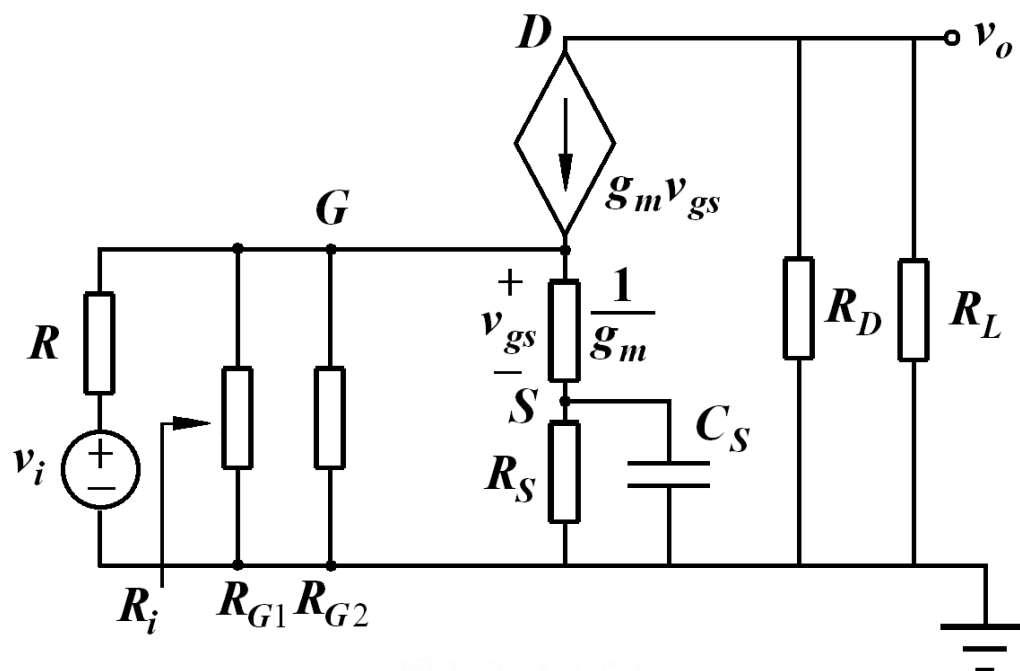 D
v_o
g_m v_gs
G
+
v_gs
−
1/g_m
R
R_D
R_L
S
C_S
+
v_i
−
R_S
R_i
R_G1
R_G2